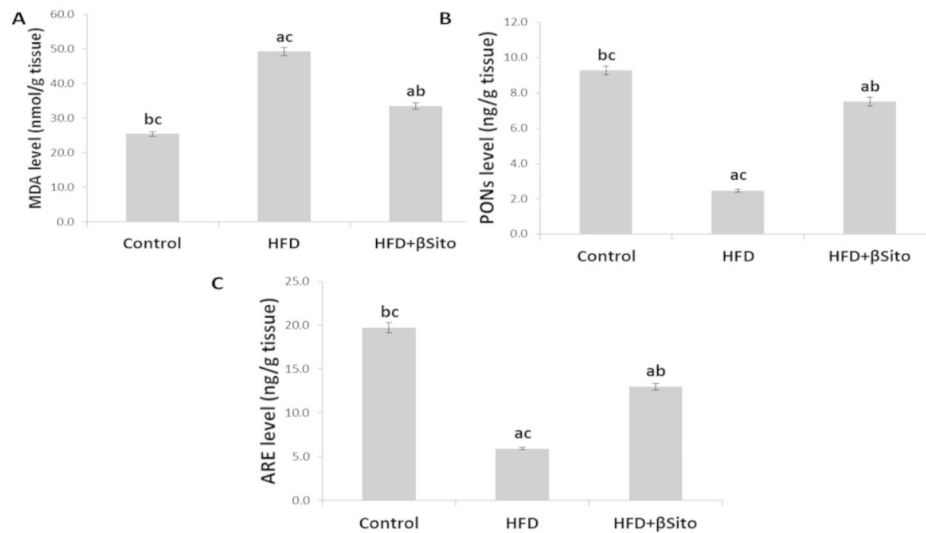 A
MDA level (nmol/g tissue)
60.0
50.0
40.0
30.0
20.0
10.0
0.0
bc
ac
ab
Control
HFD
HFD+βSito
B
PONs level (ng/g tissue)
12.0
10.0
8.0
6.0
4.0
2.0
0.0
bc
ac
ab
Control
HFD
HFD+βSito
C
ARE level (ng/g tissue)
25.0
20.0
15.0
10.0
5.0
0.0
bc
ac
ab
Control
HFD
HFD+βSito